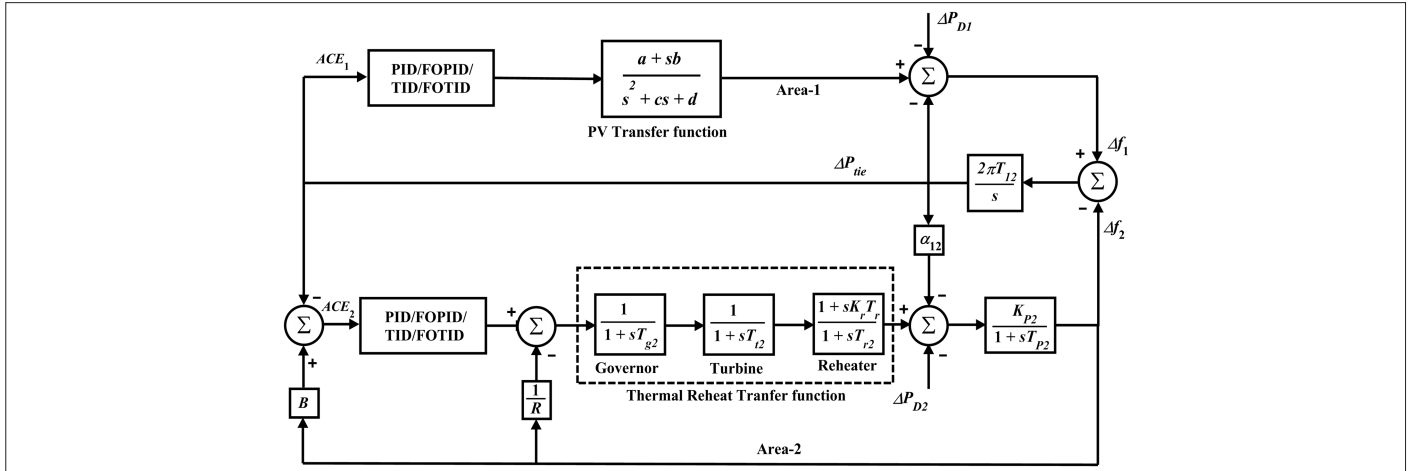 ΔP_D1
ACE_1
PID/FOPID/
TID/FOTID
a + sb
s^2 + cs + d
PV Transfer function
+
−
−
Σ
Area-1
ΔP_tie
2πT_12
s
+
Δf_1
Σ
−
Δf_2
α_12
−
Σ
+
ACE_2
PID/FOPID/
TID/FOTID
+
Σ
−
1
1 + sT_g2
Governor
1
1 + sT_t2
Turbine
1 + sK_rT_r
1 + sT_r2
Reheater
Thermal Reheat Tranfer function
+
−
−
Σ
ΔP_D2
K_P2
1 + sT_P2
B
1
R
Area-2